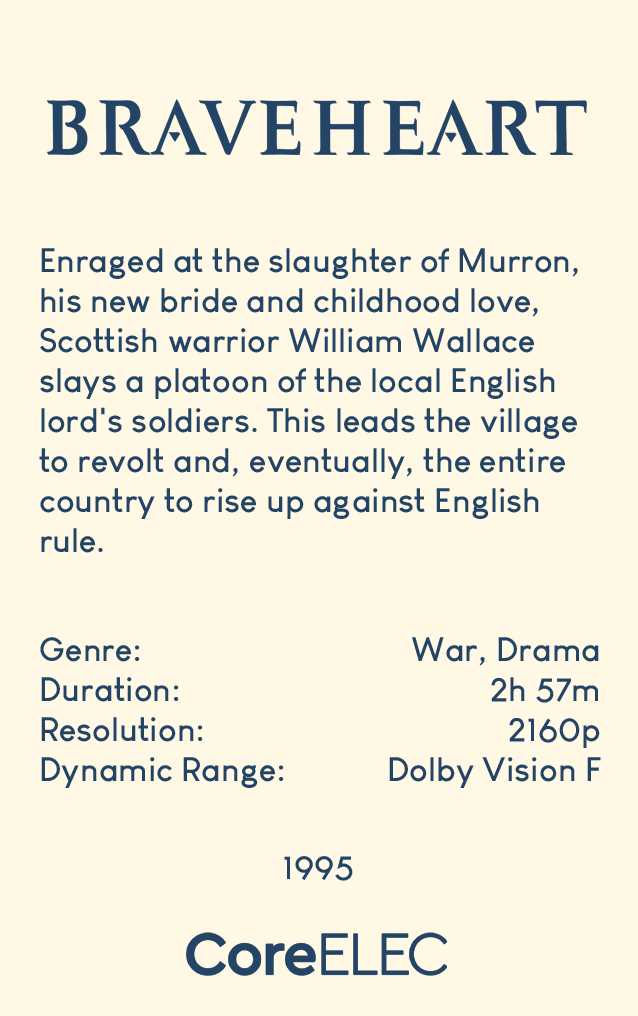 BRAVEHEART
Enraged at the slaughter of Murron,
his new bride and childhood love,
Scottish warrior William Wallace
slays a platoon of the local English
lord's soldiers. This leads the village
to revolt and, eventually, the entire
country to rise up against English
rule.
Genre: War, Drama
Duration: 2h 57m
Resolution: 2160p
Dynamic Range: Dolby Vision F
1995
CoreELEC